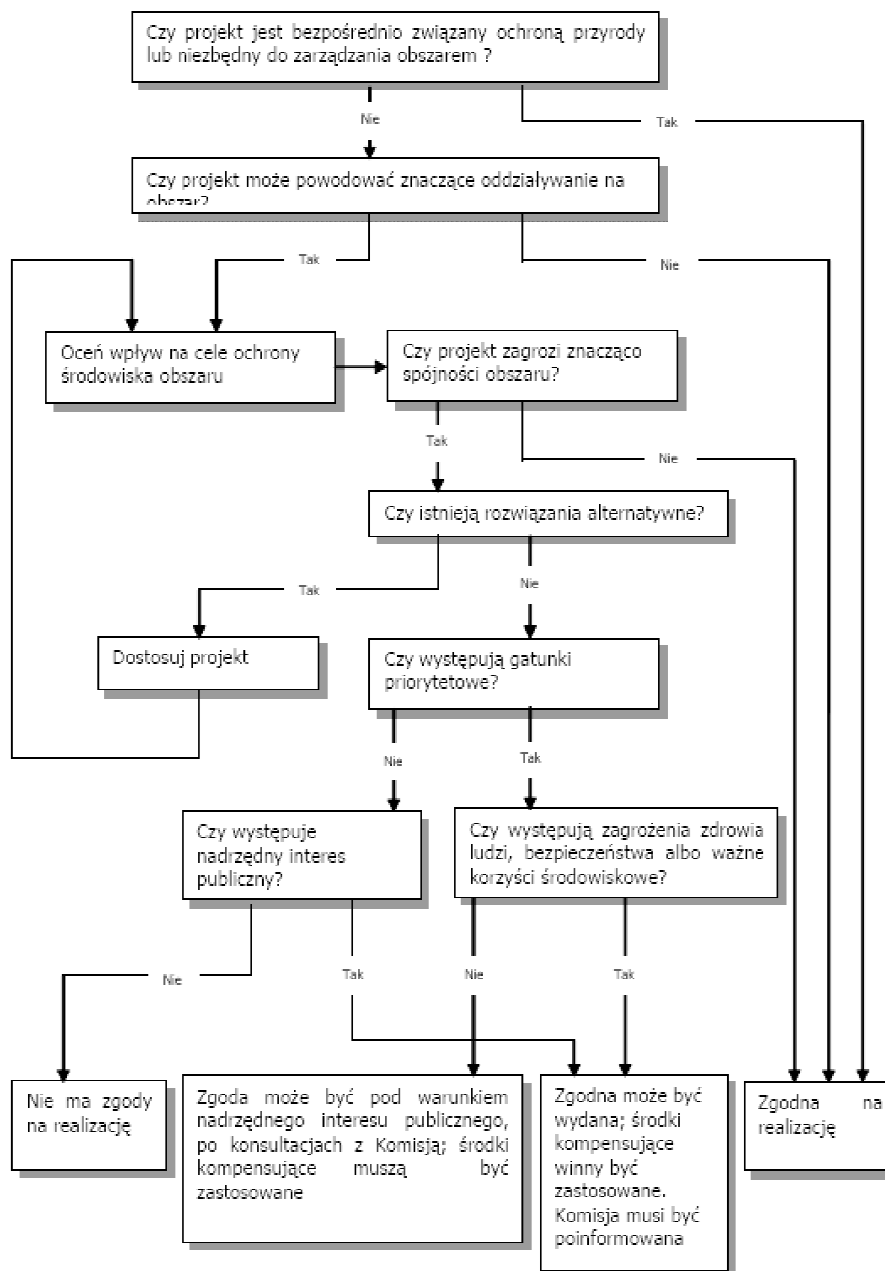 Czy projekt jest bezpośrednio związany ochroną przyrody
lub niezbędny do zarządzania obszarem ?
Nie
Tak
Czy projekt może powodować znaczące oddziaływanie na
obszar?
Tak
Nie
Oceń wpływ na cele ochrony
środowiska obszaru
Czy projekt zagrozi znacząco
spójności obszaru?
Tak
Nie
Czy istnieją rozwiązania alternatywne?
Tak
Nie
Dostosuj projekt
Czy występują gatunki
priorytetowe?
Nie
Tak
Czy występuje
nadrzędny interes
publiczny?
Czy występują zagrożenia zdrowia
ludzi, bezpieczeństwa albo ważne
korzyści środowiskowe?
Nie
Tak
Nie
Tak
Nie ma zgody
na realizację
Zgoda może być pod warunkiem
nadrzędnego interesu publicznego,
po konsultacjach z Komisją; środki
kompensujące muszą być
zastosowane
Zgodna może być
wydana; środki
kompensujące
winny być
zastosowane.
Komisja musi być
poinformowana
Zgodna na
realizację